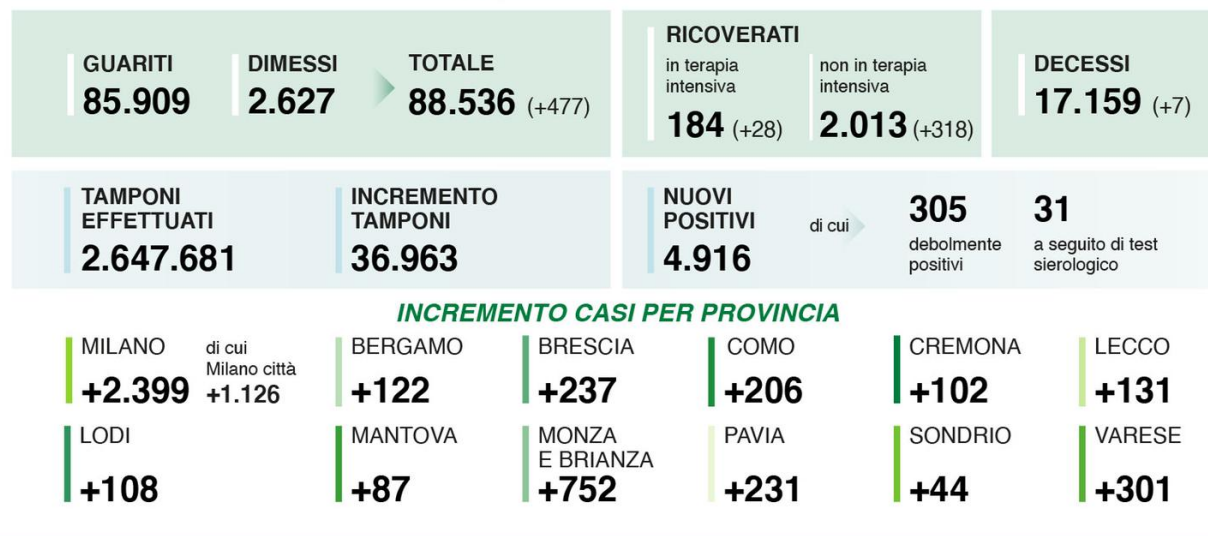 GUARITI
85.909
DIMESSI
2.627
TOTALE
88.536 (+477)
RICOVERATI
in terapia
intensiva
184 (+28)
non in terapia
intensiva
2.013 (+318)
DECESSI
17.159 (+7)
TAMPONI
EFFETTUATI
2.647.681
INCREMENTO
TAMPONI
36.963
NUOVI
POSITIVI
4.916
di cui
305
debolmente
positivi
31
a seguito di test
sierologico
INCREMENTO CASI PER PROVINCIA
MILANO
+2.399
di cui
Milano città
+1.126
BERGAMO
+122
BRESCIA
+237
COMO
+206
CREMONA
+102
LECCO
+131
LODI
+108
MANTOVA
+87
MONZA
E BRIANZA
+752
PAVIA
+231
SONDRIO
+44
VARESE
+301